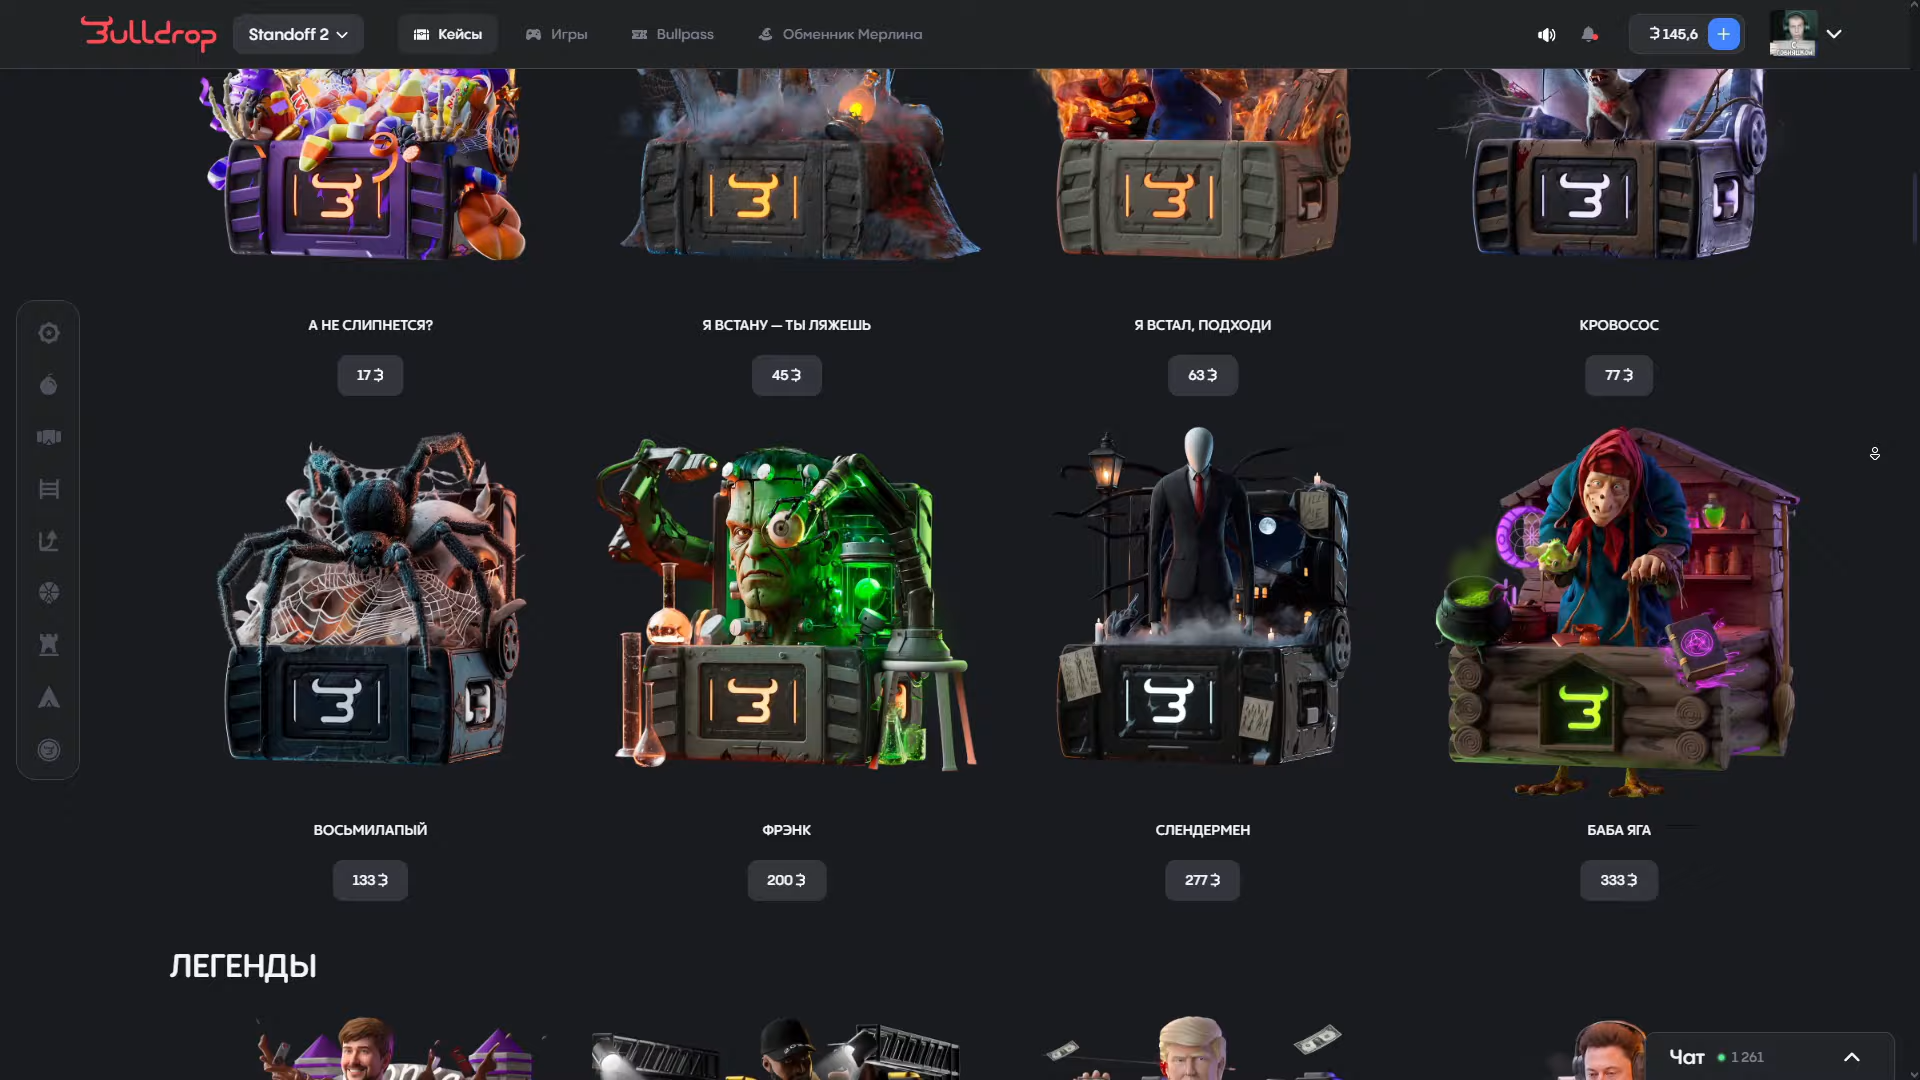 Bulldrop
Standoff 2
Кейсы
Игры
Bullpass
Обменник Мерлина
145,6
А НЕ СЛИПНЕТСЯ?
Я ВСТАНУ — ТЫ ЛЯЖЕШЬ
Я ВСТАЛ, ПОДХОДИ
КРОВОСОС
17
45
63
77
ВОСЬМИЛАПЫЙ
ФРЭНК
СЛЕНДЕРМЕН
БАБА ЯГА
133
200
277
333
ЛЕГЕНДЫ
Чат
1 261